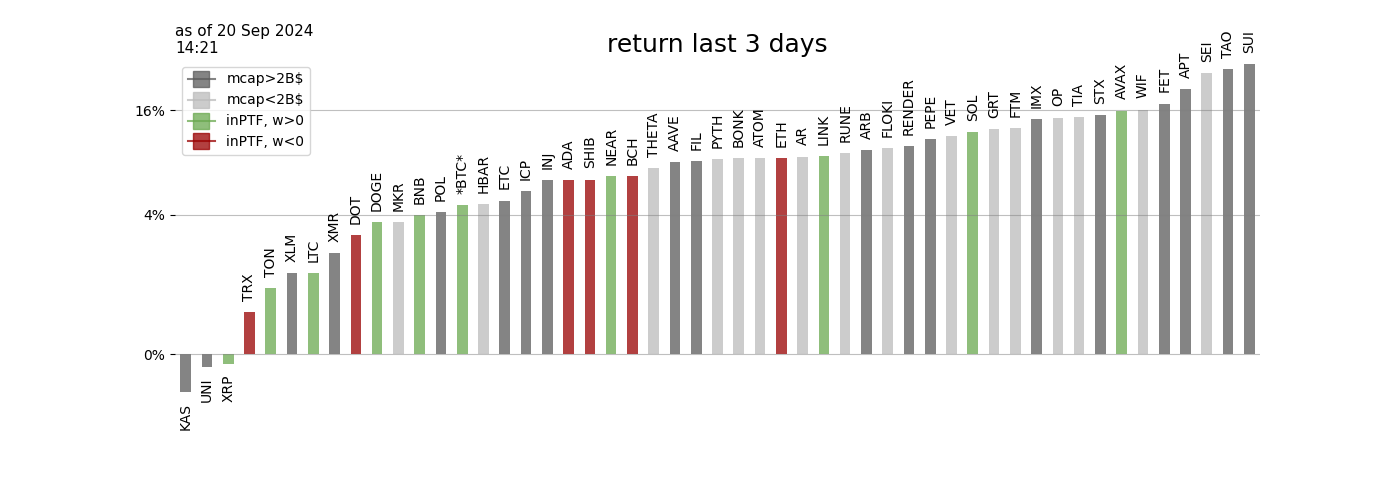 as of 20 Sep 2024
14:21
return last 3 days
mcap>2B$
mcap<2B$
inPTF, w>0
inPTF, w<0
16%
4%
0%
KAS
UNI
XRP
TRX
TON
XLM
LTC
XMR
DOT
DOGE
MKR
BNB
POL
*BTC*
HBAR
ETC
ICP
INJ
ADA
SHIB
NEAR
BCH
THETA
AAVE
FIL
PYTH
BONK
ATOM
ETH
AR
LINK
RUNE
ARB
FLOKI
RENDER
PEPE
VET
SOL
GRT
FTM
IMX
OP
TIA
STX
AVAX
WIF
FET
APT
SEI
TAO
SUI